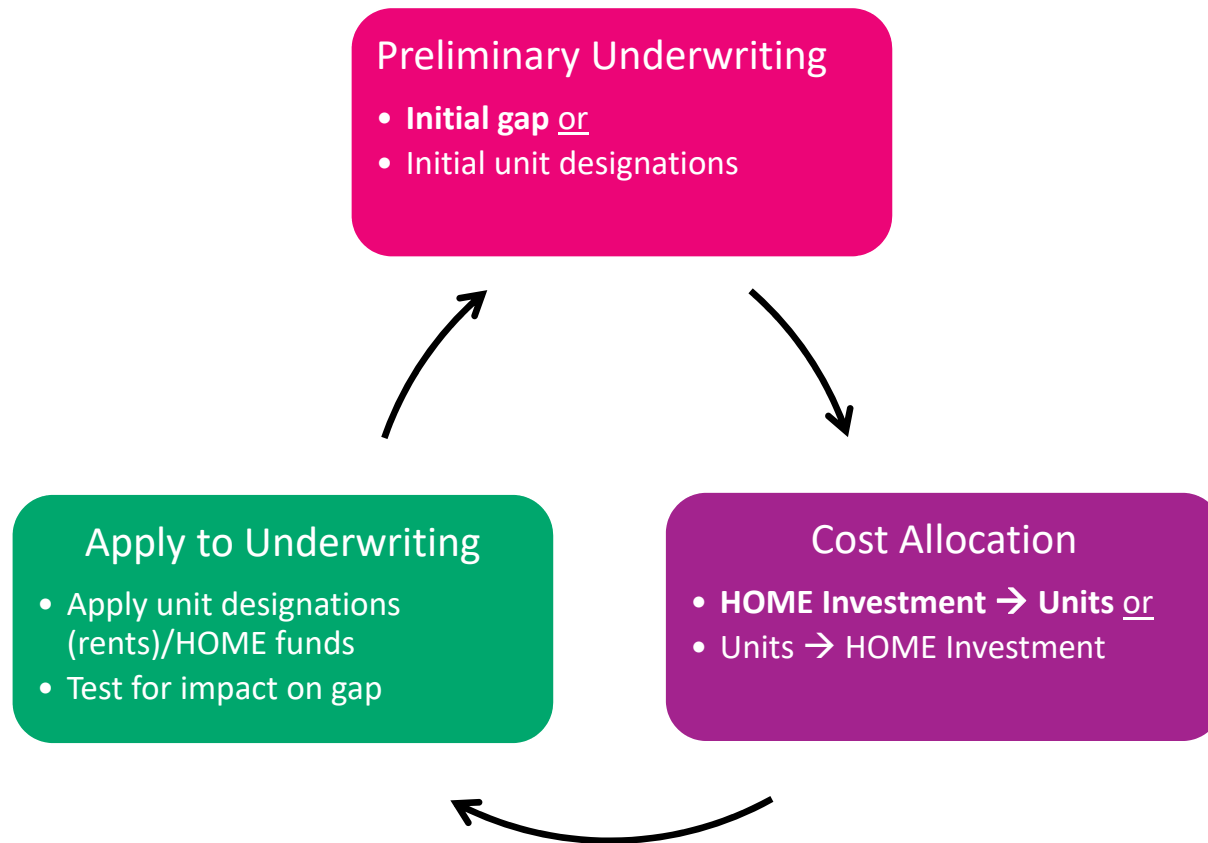 Preliminary Underwriting
• Initial gap or
• Initial unit designations
Apply to Underwriting
• Apply unit designations
(rents)/HOME funds
• Test for impact on gap
Cost Allocation
• HOME Investment → Units or
• Units → HOME Investment